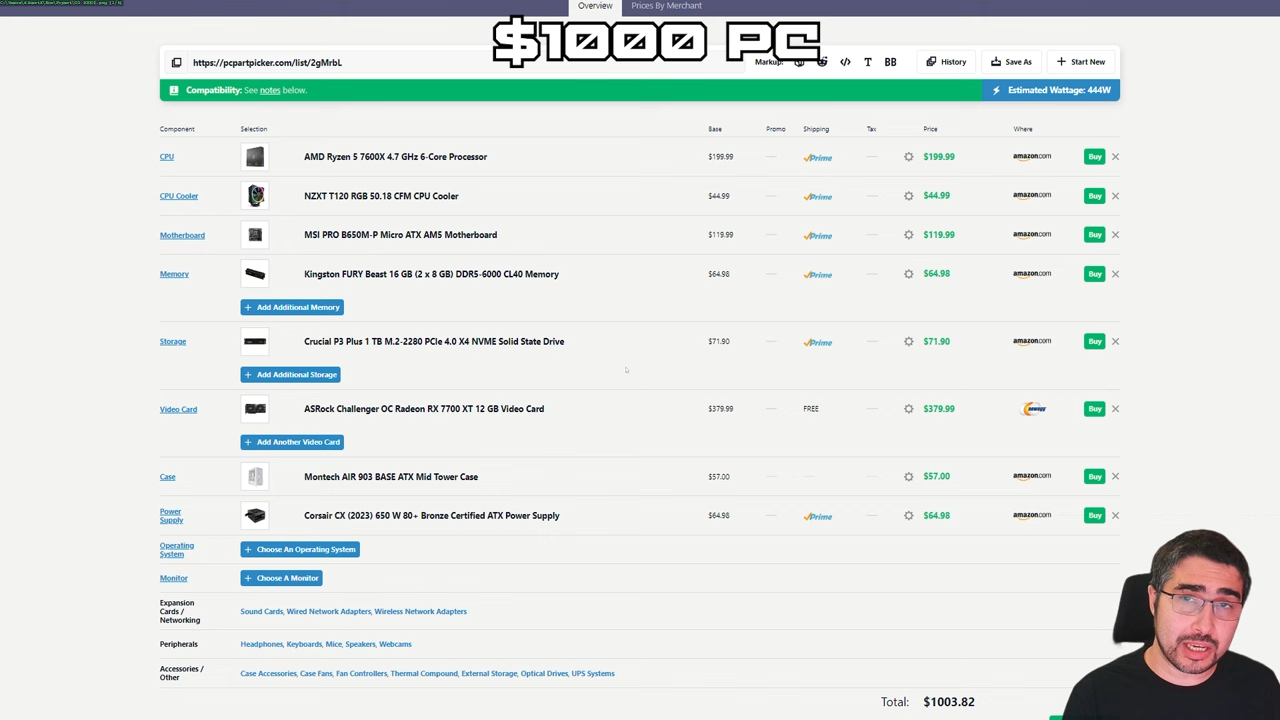 Overview Prices By Merchant
$1000 PC
https://pcpartpicker.com/list/2gMrbL Markup: BB History Save As Start New
Compatibility: See notes below. Estimated Wattage: 444W
Component Selection Base Promo Shipping Tax Price Where
CPU AMD Ryzen 5 7600X 4.7 GHz 6-Core Processor $199.99 — Prime — $199.99 amazon.com Buy
CPU Cooler NZXT T120 RGB 50.18 CFM CPU Cooler $44.99 — Prime — $44.99 amazon.com Buy
Motherboard MSI PRO B650M-P Micro ATX AM5 Motherboard $119.99 — Prime — $119.99 amazon.com Buy
Memory Kingston FURY Beast 16 GB (2 x 8 GB) DDR5-6000 CL40 Memory $64.98 — Prime — $64.98 amazon.com Buy
+ Add Additional Memory
Storage Crucial P3 Plus 1 TB M.2-2280 PCIe 4.0 X4 NVME Solid State Drive $71.90 — Prime — $71.90 amazon.com Buy
+ Add Additional Storage
Video Card ASRock Challenger OC Radeon RX 7700 XT 12 GB Video Card $379.99 — FREE — $379.99 newegg Buy
+ Add Another Video Card
Case Montech AIR 903 BASE ATX Mid Tower Case $57.00 — $57.00 amazon.com Buy
Power
Supply Corsair CX (2023) 650 W 80+ Bronze Certified ATX Power Supply $64.98 — Prime — $64.98 amazon.com Buy
Operating
System + Choose An Operating System
Monitor + Choose A Monitor
Expansion
Cards /
Networking Sound Cards, Wired Network Adapters, Wireless Network Adapters
Peripherals Headphones, Keyboards, Mice, Speakers, Webcams
Accessories /
Other Case Accessories, Case Fans, Fan Controllers, Thermal Compound, External Storage, Optical Drives, UPS Systems
Total: $1003.82